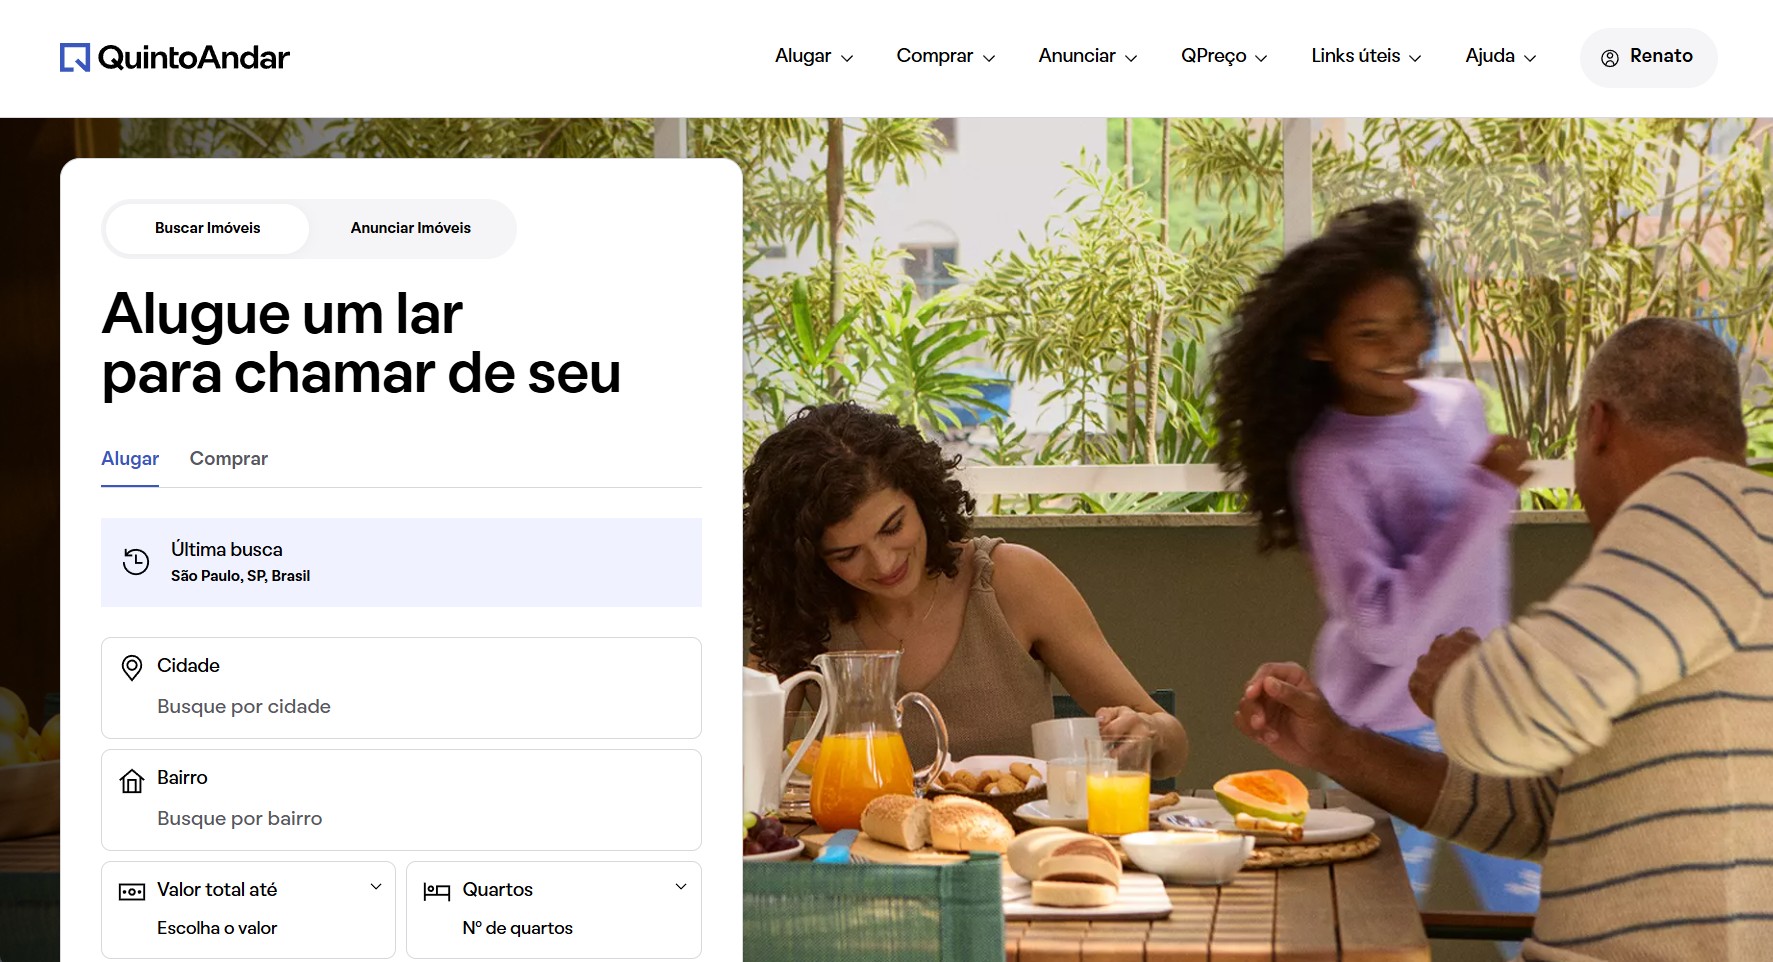 QuintoAndar
Alugar
Comprar
Anunciar
QPreço
Links úteis
Ajuda
Renato
Buscar Imóveis
Anunciar Imóveis
Alugue um lar
para chamar de seu
Alugar
Comprar
Última busca
São Paulo, SP, Brasil
Cidade
Busque por cidade
Bairro
Busque por bairro
Valor total até
Escolha o valor
Quartos
Nº de quartos